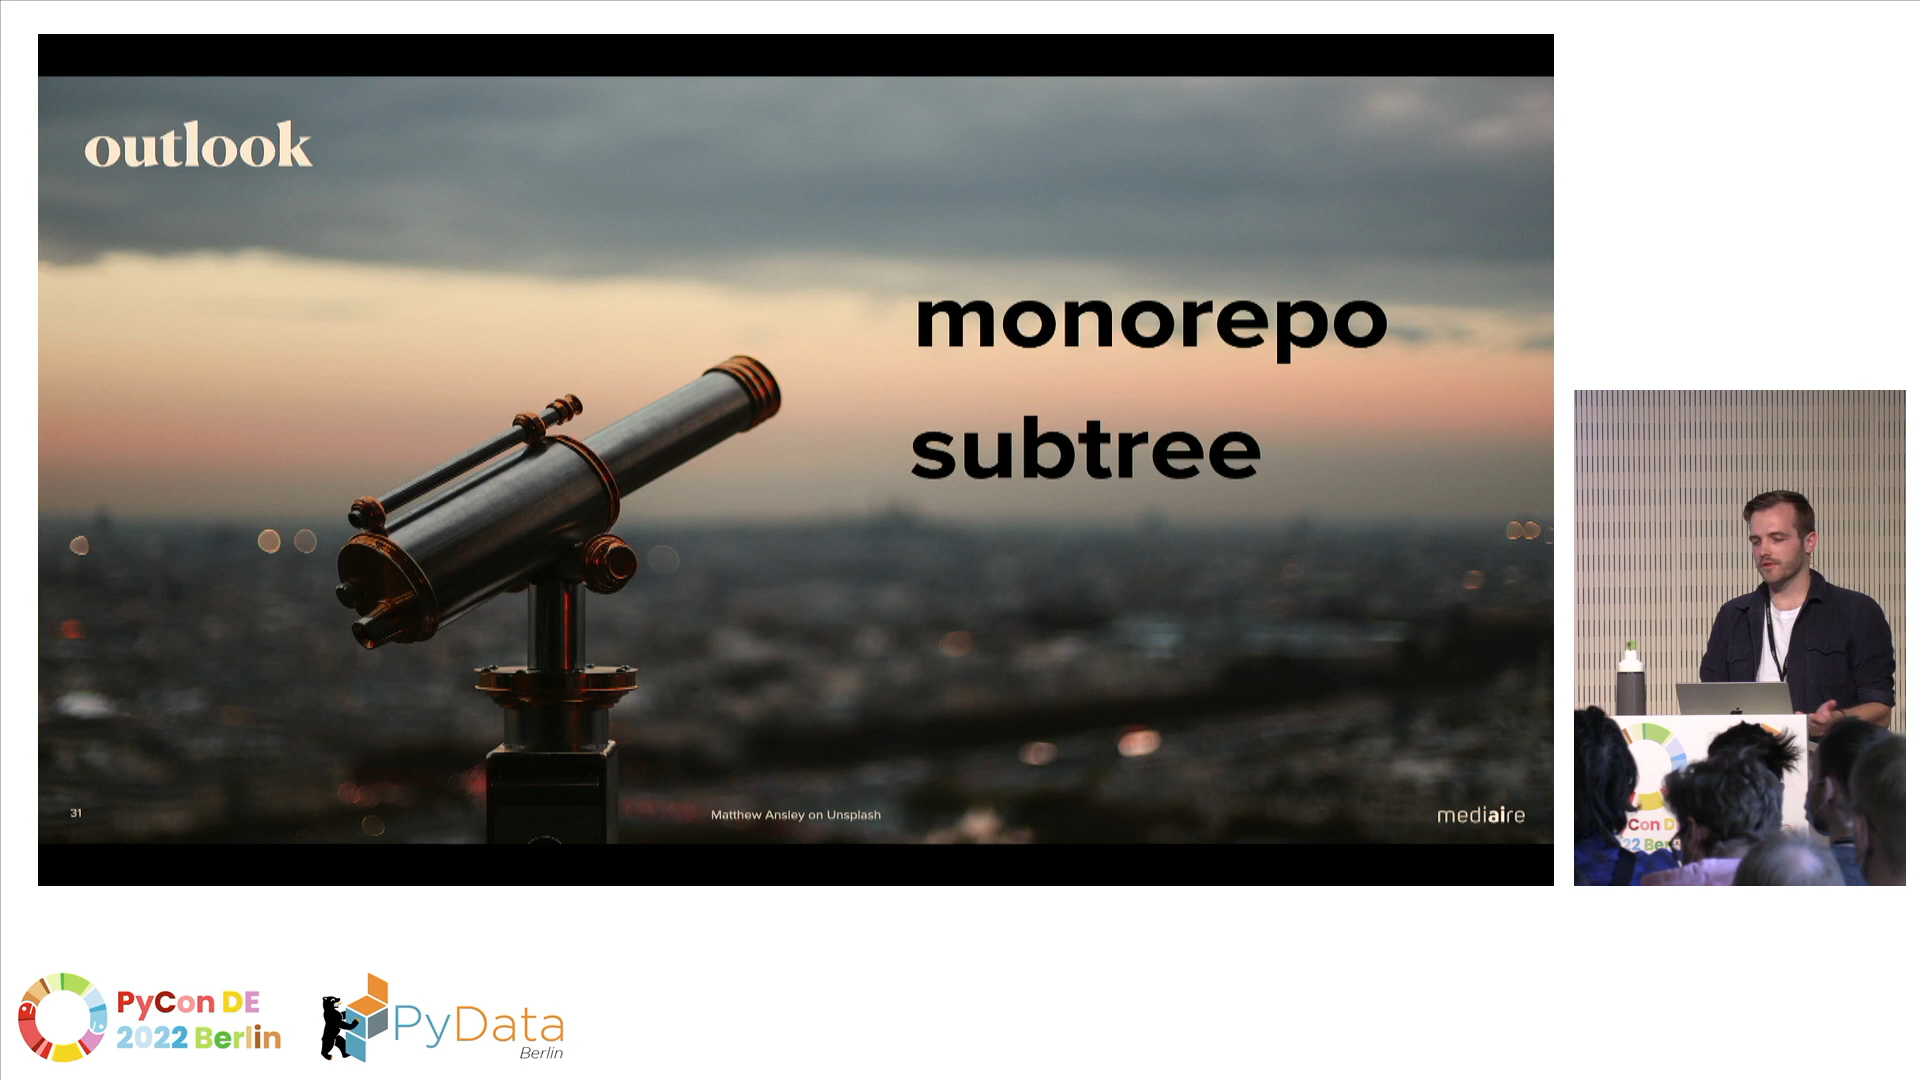 outlook
monorepo
subtree
31
Matthew Ansley on Unsplash
mediaire
PyCon DE
2022 Berlin
PyData
Berlin